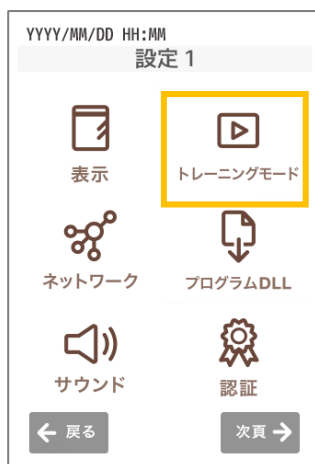 YYYY/MM/DD HH:MM
設定 1
表示
トレーニングモード
ネットワーク
プログラムDLL
サウンド
認証
戻る
次頁